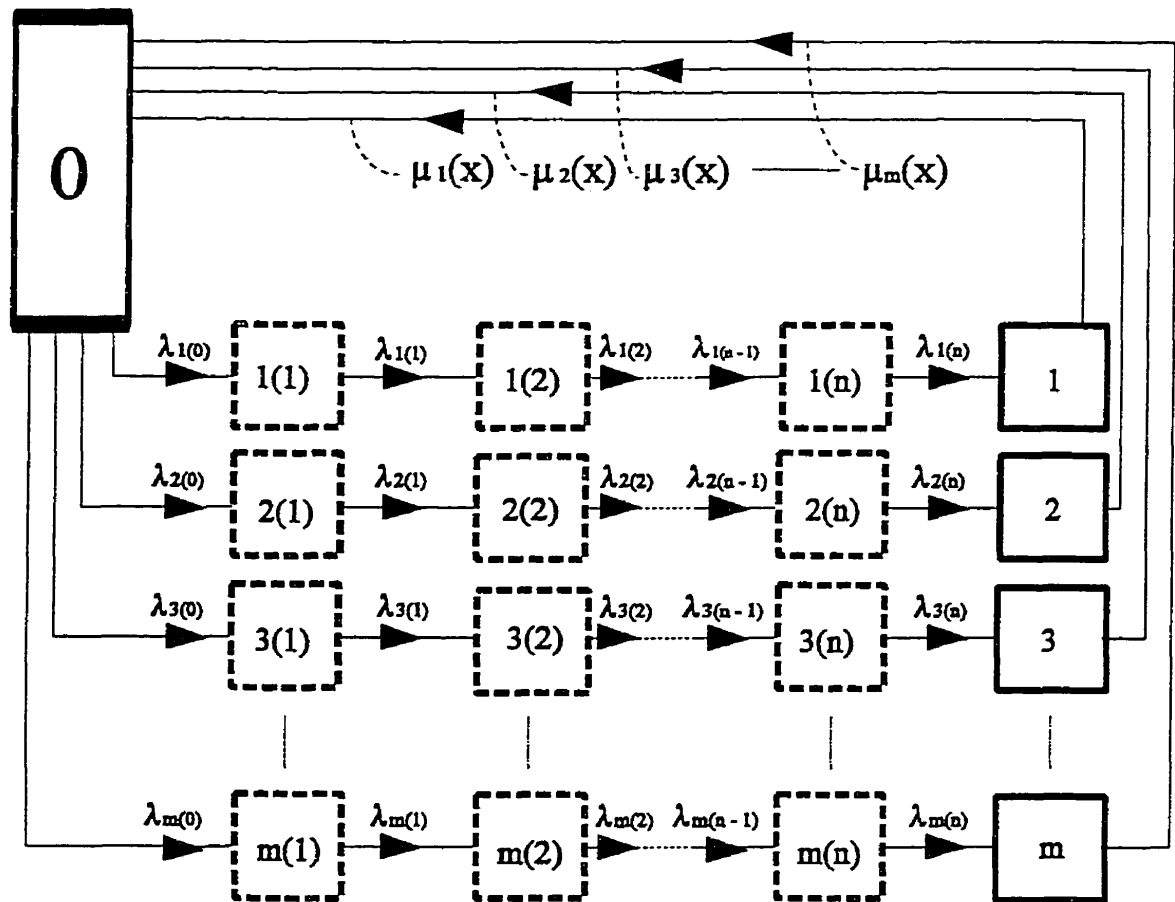 0
μ1(x) μ2(x) μ3(x) μm(x)
λ1(0) λ1(1) λ1(2) λ1(n-1) λ1(n)
1(1) 1(2) 1(n) 1
λ2(0) λ2(1) λ2(2) λ2(n-1) λ2(n)
2(1) 2(2) 2(n) 2
λ3(0) λ3(1) λ3(2) λ3(n-1) λ3(n)
3(1) 3(2) 3(n) 3
λm(0) λm(1) λm(2) λm(n-1) λm(n)
m(1) m(2) m(n) m